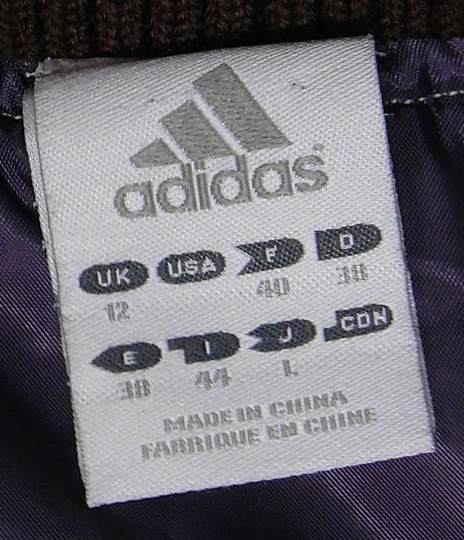 adidas
UK USA F D
12 40 38
E I J CDN
38 44 L
MADE IN CHINA
FABRIQUE EN CHINE